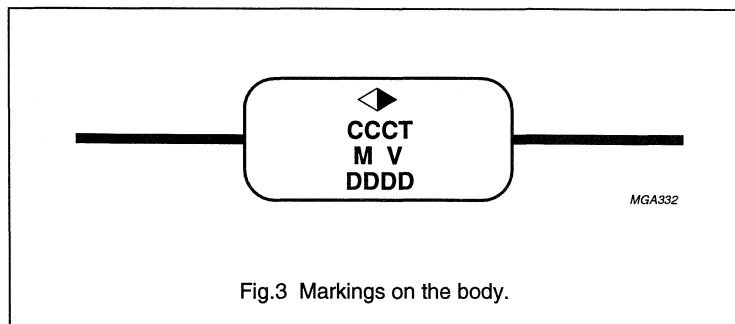 CCCT
M V
DDDD
MGA332
Fig.3 Markings on the body.